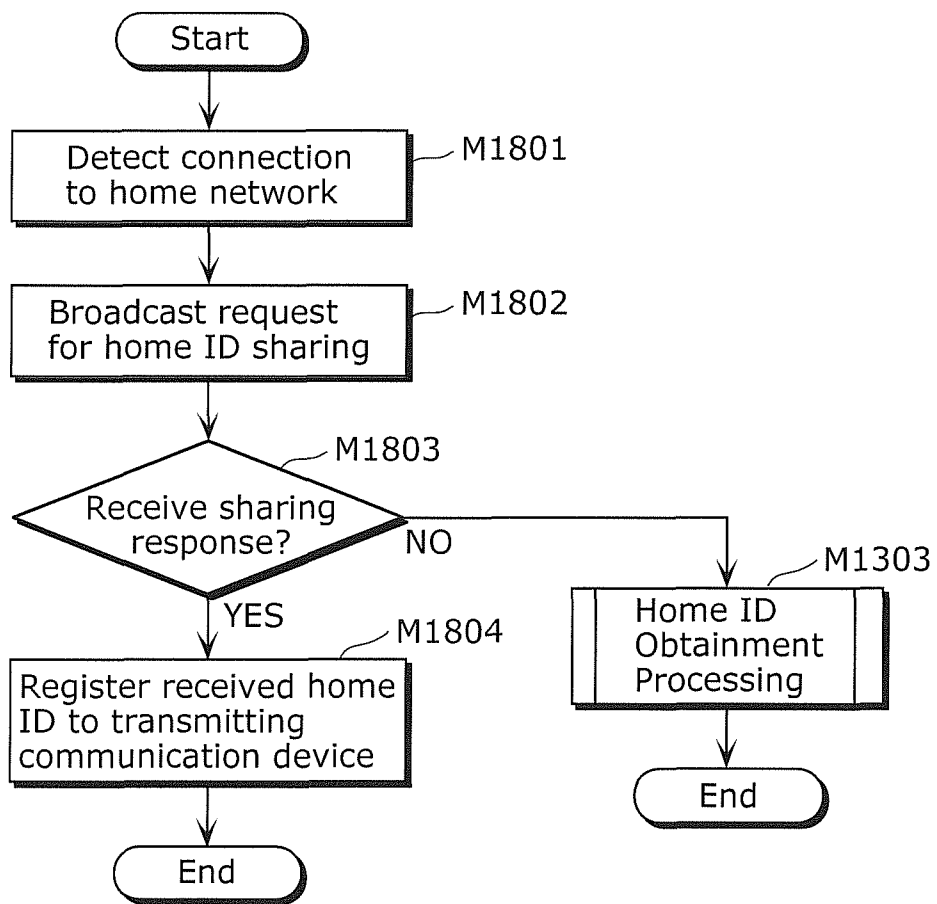 Start
Detect connection
to home network
M1801
Broadcast request
for home ID sharing
M1802
Receive sharing
response?
M1803
NO
YES
M1303
Home ID
Obtainment
Processing
M1804
Register received home
ID to transmitting
communication device
End
End